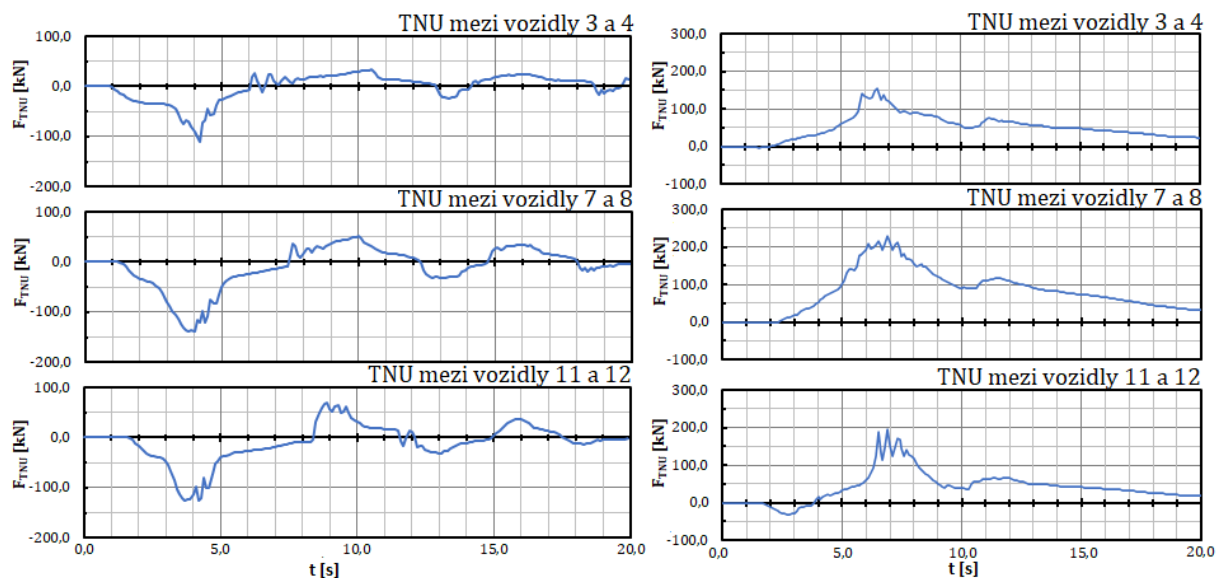 TNU mezi vozidly 3 a 4
F_TNU [kN]
100,0
0,0
-100,0
-200,0
TNU mezi vozidly 7 a 8
F_TNU [kN]
100,0
0,0
-100,0
-200,0
TNU mezi vozidly 11 a 12
F_TNU [kN]
100,0
0,0
-100,0
-200,0
0,0 5,0 10,0 15,0 20,0
t [s]
TNU mezi vozidly 3 a 4
F_TNU [kN]
300,0
200,0
100,0
0,0
-100,0
TNU mezi vozidly 7 a 8
F_TNU [kN]
300,0
200,0
100,0
0,0
-100,0
TNU mezi vozidly 11 a 12
F_TNU [kN]
300,0
200,0
100,0
0,0
-100,0
0,0 5,0 10,0 15,0 20,0
t [s]